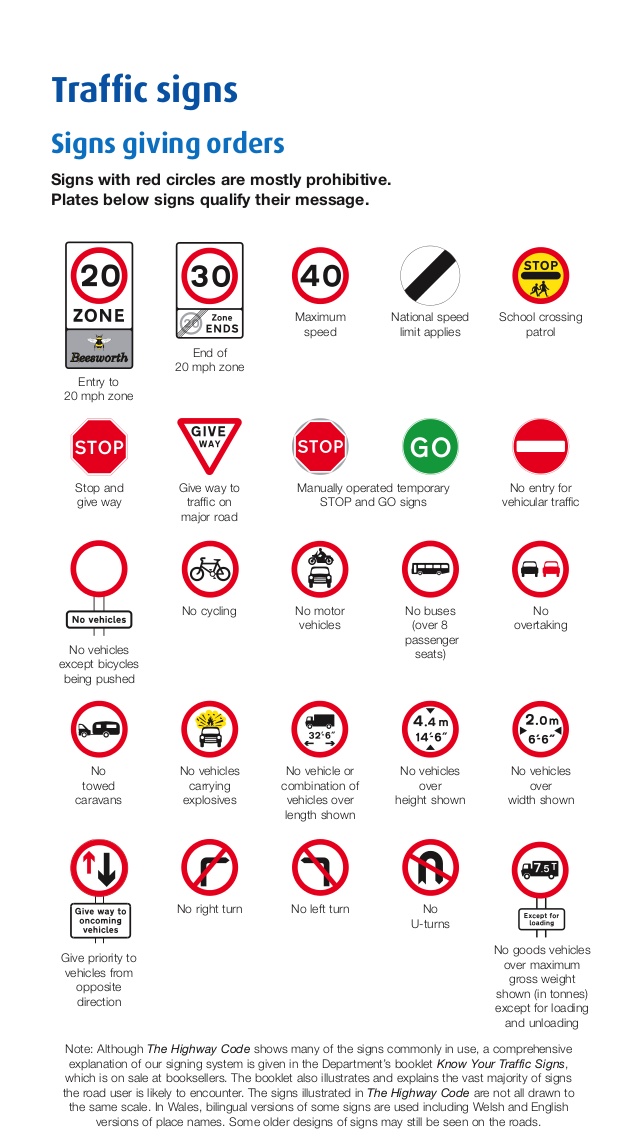 Traffic signs
Signs giving orders
Signs with red circles are mostly prohibitive.
Plates below signs qualify their message.
20
ZONE
Beesworth
Entry to
20 mph zone
30
20
Zone
ENDS
End of
20 mph zone
40
Maximum
speed
National speed
limit applies
STOP
School crossing
patrol
STOP
Stop and
give way
GIVE
WAY
Give way to
traffic on
major road
STOP
GO
Manually operated temporary
STOP and GO signs
No entry for
vehicular traffic
No vehicles
No vehicles
except bicycles
being pushed
No cycling
No motor
vehicles
No buses
(over 8
passenger
seats)
No
overtaking
No
towed
caravans
No vehicles
carrying
explosives
32'-6"
No vehicle or
combination of
vehicles over
length shown
4.4 m
14'-6"
No vehicles
over
height shown
2.0 m
6'-6"
No vehicles
over
width shown
Give way to
oncoming
vehicles
Give priority to
vehicles from
opposite
direction
No right turn
No left turn
No
U-turns
7.5T
Except for
loading
No goods vehicles
over maximum
gross weight
shown (in tonnes)
except for loading
and unloading
Note: Although The Highway Code shows many of the signs commonly in use, a comprehensive
explanation of our signing system is given in the Department's booklet Know Your Traffic Signs,
which is on sale at booksellers. The booklet also illustrates and explains the vast majority of signs
the road user is likely to encounter. The signs illustrated in The Highway Code are not all drawn to
the same scale. In Wales, bilingual versions of some signs are used including Welsh and English
versions of place names. Some older designs of signs may still be seen on the roads.